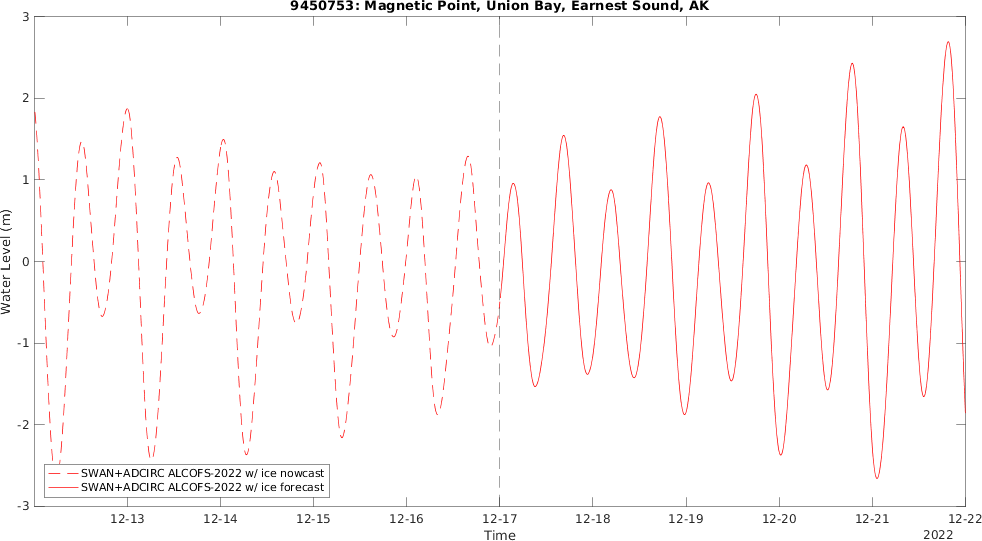 9450753: Magnetic Point, Union Bay, Earnest Sound, AK
3
2
1
0
-1
-2
-3
Water Level (m)
SWAN+ADCIRC ALCOFS-2022 w/ ice nowcast
SWAN+ADCIRC ALCOFS-2022 w/ ice forecast
12-13 12-14 12-15 12-16 12-17 12-18 12-19 12-20 12-21 12-22
Time
2022